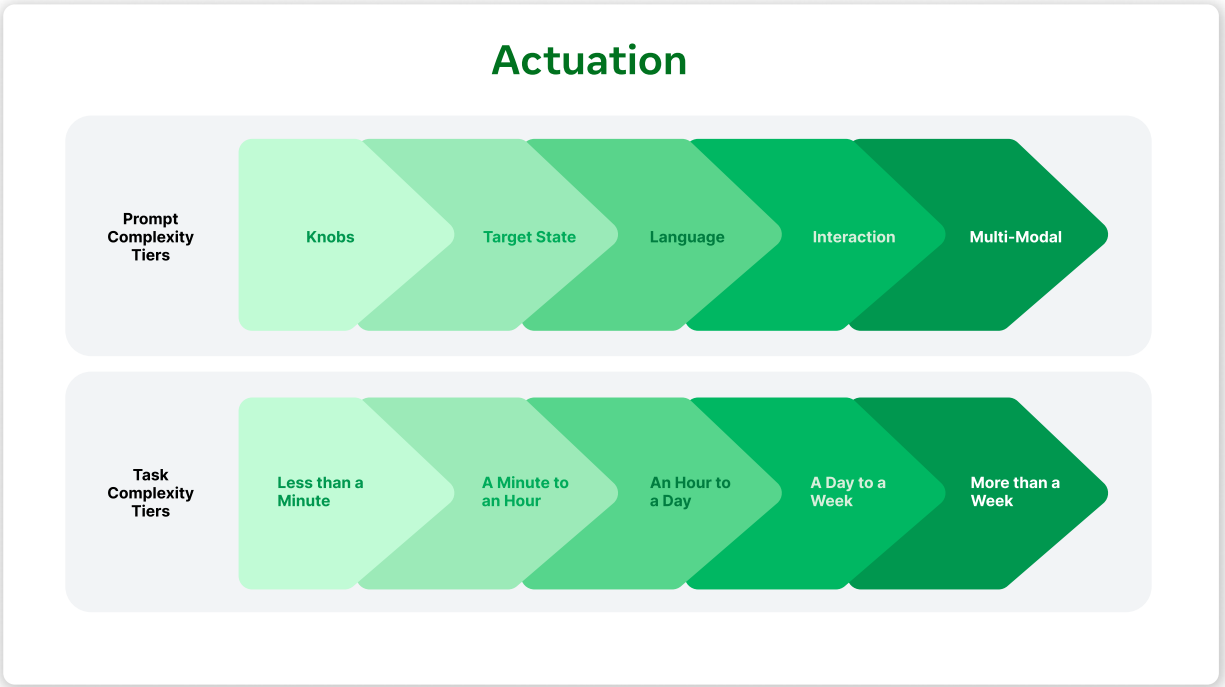 Actuation
Prompt
Complexity
Tiers
Knobs
Target State
Language
Interaction
Multi-Modal
Task
Complexity
Tiers
Less than a
Minute
A Minute to
an Hour
An Hour to
a Day
A Day to a
Week
More than a
Week